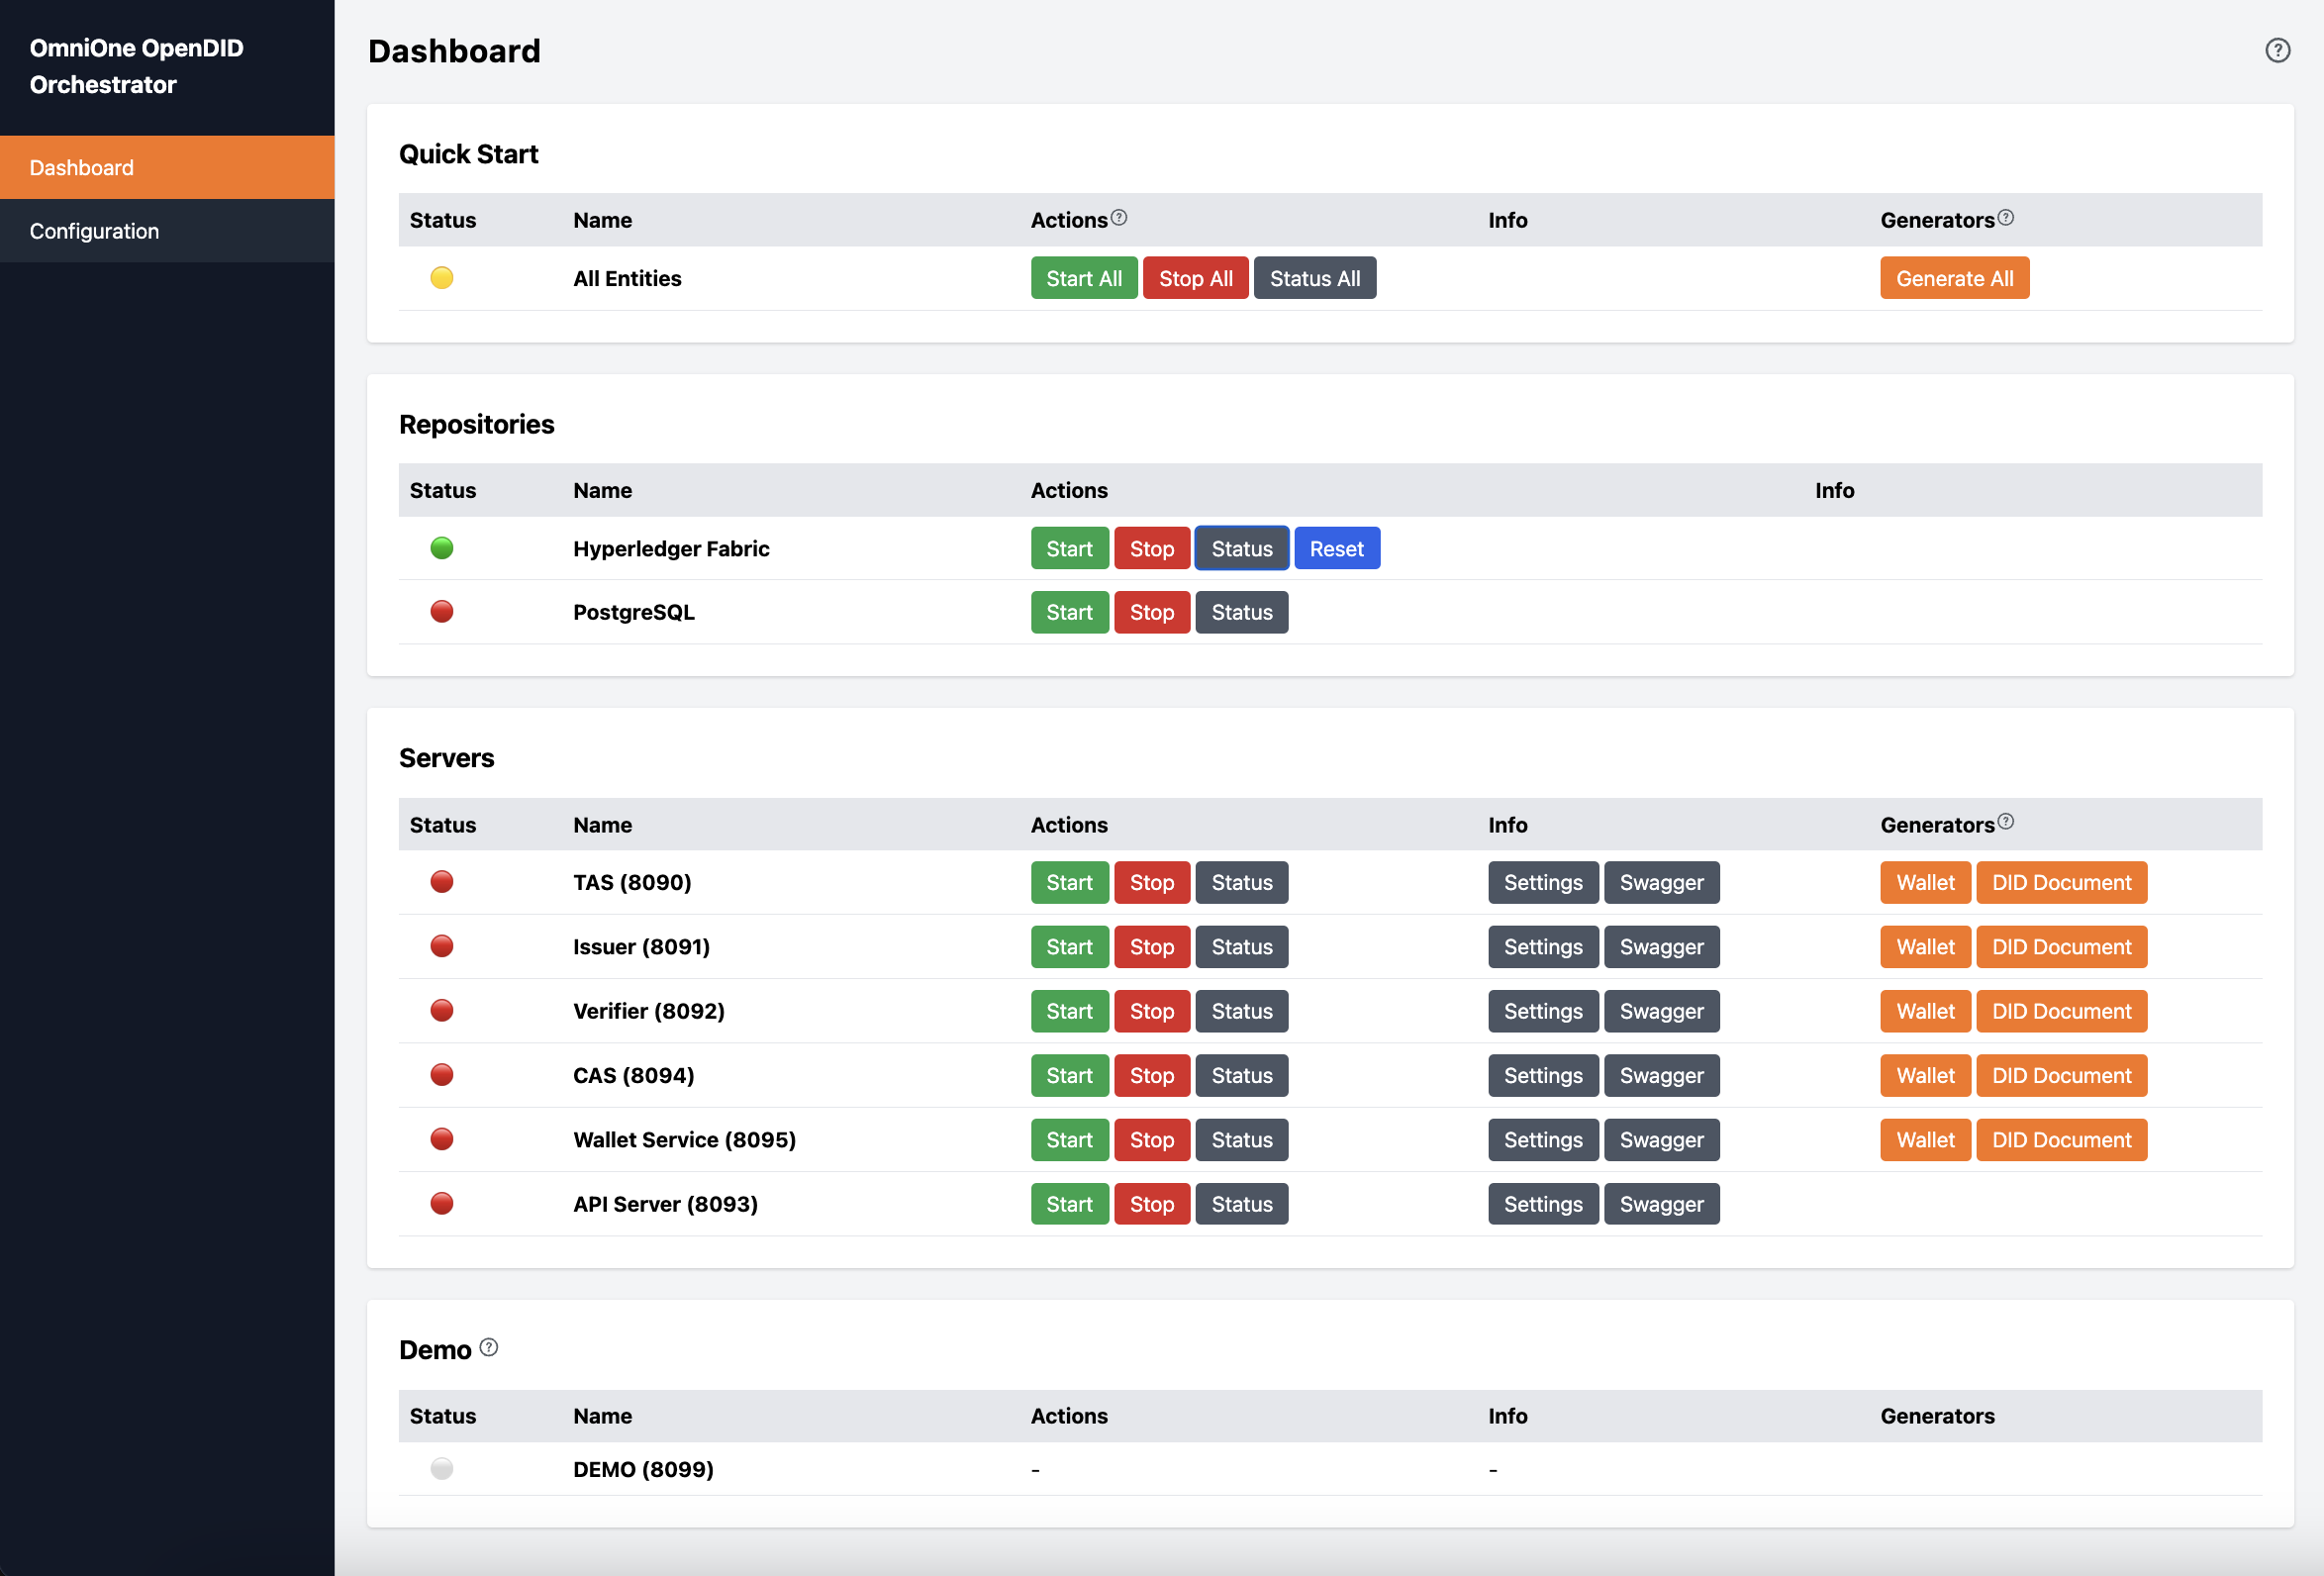 OmniOne OpenDID
Orchestrator
Dashboard
Configuration
Dashboard
?
Quick Start
Status Name Actions? Info Generators?
All Entities Start All Stop All Status All Generate All
Repositories
Status Name Actions Info
Hyperledger Fabric Start Stop Status Reset
PostgreSQL Start Stop Status
Servers
Status Name Actions Info Generators?
TAS (8090) Start Stop Status Settings Swagger Wallet DID Document
Issuer (8091) Start Stop Status Settings Swagger Wallet DID Document
Verifier (8092) Start Stop Status Settings Swagger Wallet DID Document
CAS (8094) Start Stop Status Settings Swagger Wallet DID Document
Wallet Service (8095) Start Stop Status Settings Swagger Wallet DID Document
API Server (8093) Start Stop Status Settings Swagger
Demo ?
Status Name Actions Info Generators
DEMO (8099) - -